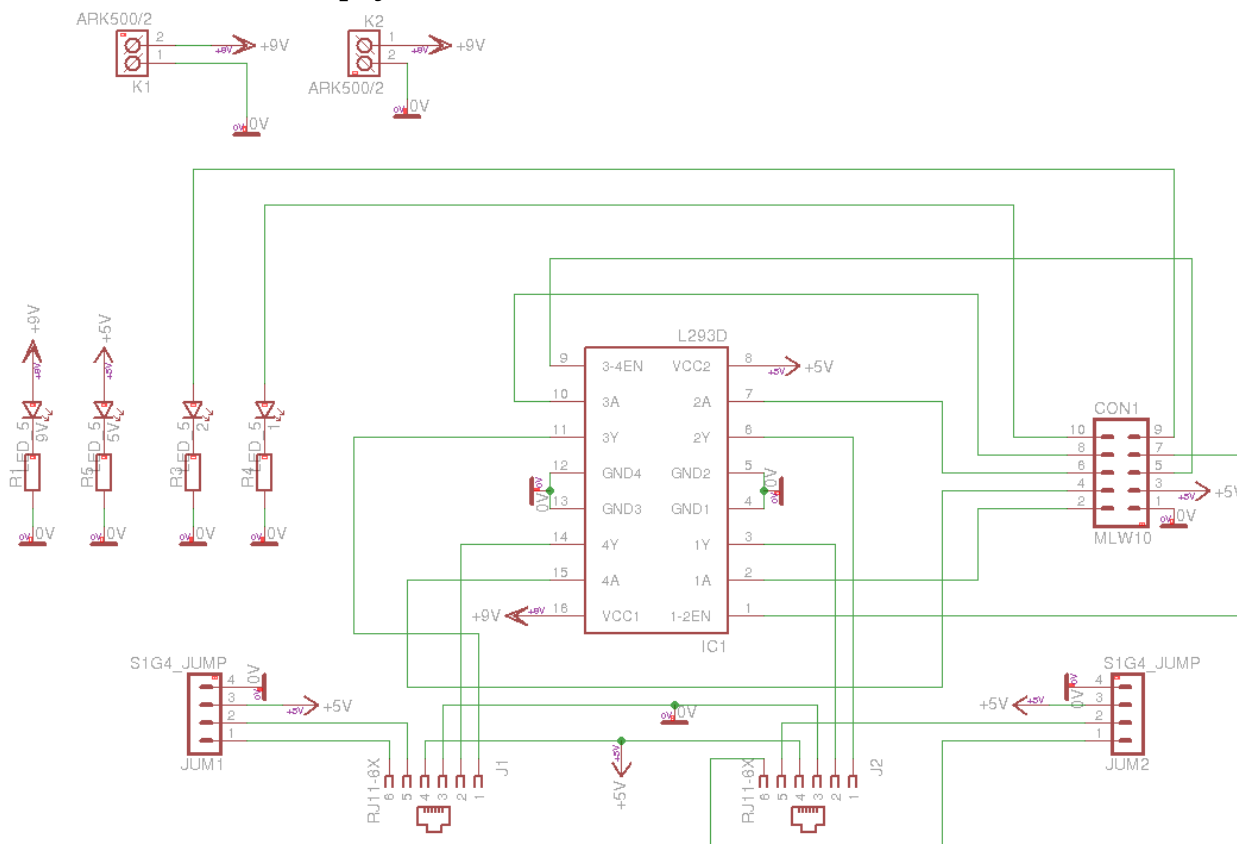 ARK500/2
2
1
K1
+9V
+9V
0V
0V
K2
1
2
ARK500/2
+9V
+9V
0V
0V
+9V
+9V
LED_5
9V
R1
0V
0V
+5V
+5V
LED_5
5V
R5
0V
0V
LED_5
2
R3
0V
0V
LED_5
1
R4
0V
0V
L293D
9 3-4EN VCC2 8
+5V
+5V
10 3A 2A 7
11 3Y 2Y 6
12 GND4 GND2 5
0V
0V
0V
0V
13 GND3 GND1 4
14 4Y 1Y 3
15 4A 1A 2
+9V
+9V
16 VCC1 1-2EN 1
IC1
CON1
10 9
8 7
6 5
4 3
+5V
+5V
2 1
0V
0V
MLW10
S1G4_JUMP
4
0V
0V
3
+5V
+5V
2
1
JUM1
S1G4_JUMP
4
0V
0V
3
+5V
+5V
2
1
JUM2
0V
0V
+5V
+5V
RJ11-6X
6 5 4 3 2 1
J1
RJ11-6X
6 5 4 3 2 1
J2